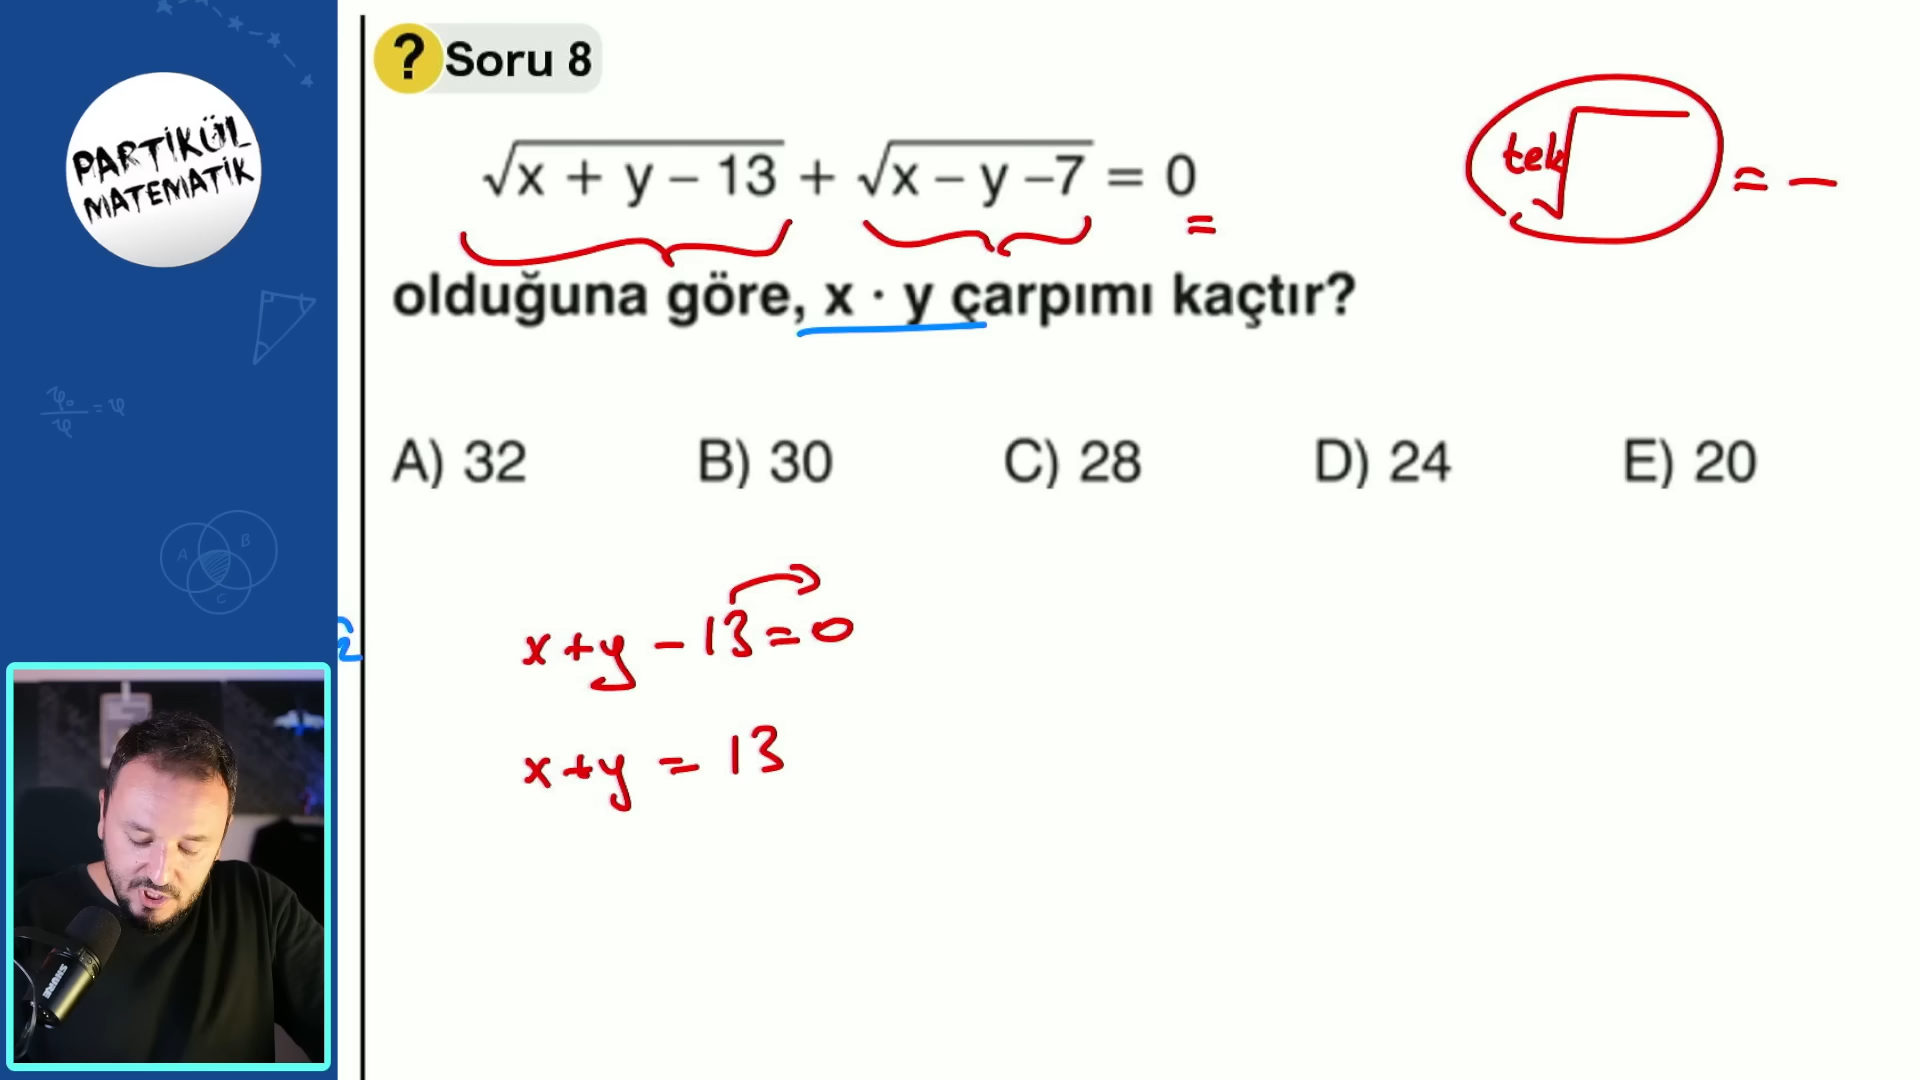 PARTİKÜL
MATEMATİK
? Soru 8
√x + y – 13 + √x – y –7 = 0
=
tek√ = –
olduğuna göre, x · y çarpımı kaçtır?
A) 32 B) 30 C) 28 D) 24 E) 20
x+y – 13 = 0
x+y = 13
A B
C
SHURE